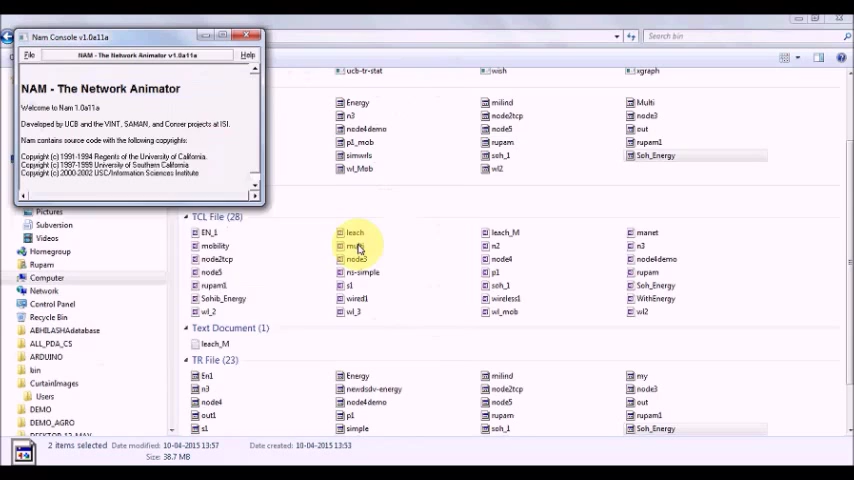 Nam Console v1.0a11a
Search bin
File
NAM - The Network Animator v1.0a11a
Help
NAM - The Network Animator
Welcome to Nam 1.0a11a
Developed by UCB and the VINT, SAMAN, and Conser projects at ISI.
Nam contains source code with the following copyrights:
Copyright (c) 1991-1994 Regents of the University of California.
Copyright (c) 1997-1999 University of Southern California
Copyright (c) 2000-2002 USC/Information Sciences Institute
ucb-tr-stat wish xgraph
Energy milind Multi
n3 node2tcp node3
node4demo node5 out
p1_mob rupam rupam1
simwrls soh_1 Soh_Energy
wl_Mob wl2
Pictures
Subversion
Videos
Homegroup
Rupam
Computer
Network
Control Panel
Recycle Bin
ABHILASHAdatabase
ALL_PDA_CS
ARDUINO
bin
CurtainImages
Users
DEMO
DEMO_AGRO
TCL File (28)
EN_1 leach leach_M manet
mobility multi n2 n3
node2tcp node3 node4 node4demo
node5 ns-simple p1 rupam
rupam1 s1 soh_1 Soh_Energy
Sohib_Energy wired1 wireless1 WithEnergy
wl_2 wl_3 wl_mob wl2
Text Document (1)
leach_M
TR File (23)
En1 Energy milind my
n3 newdsdv-energy node2tcp node3
node4 node4demo node5 out
out1 p1 rupam rupam1
s1 simple soh_1 Soh_Energy
2 items selected Date modified: 10-04-2015 13:57 Date created: 10-04-2015 13:53
Size: 38.7 MB